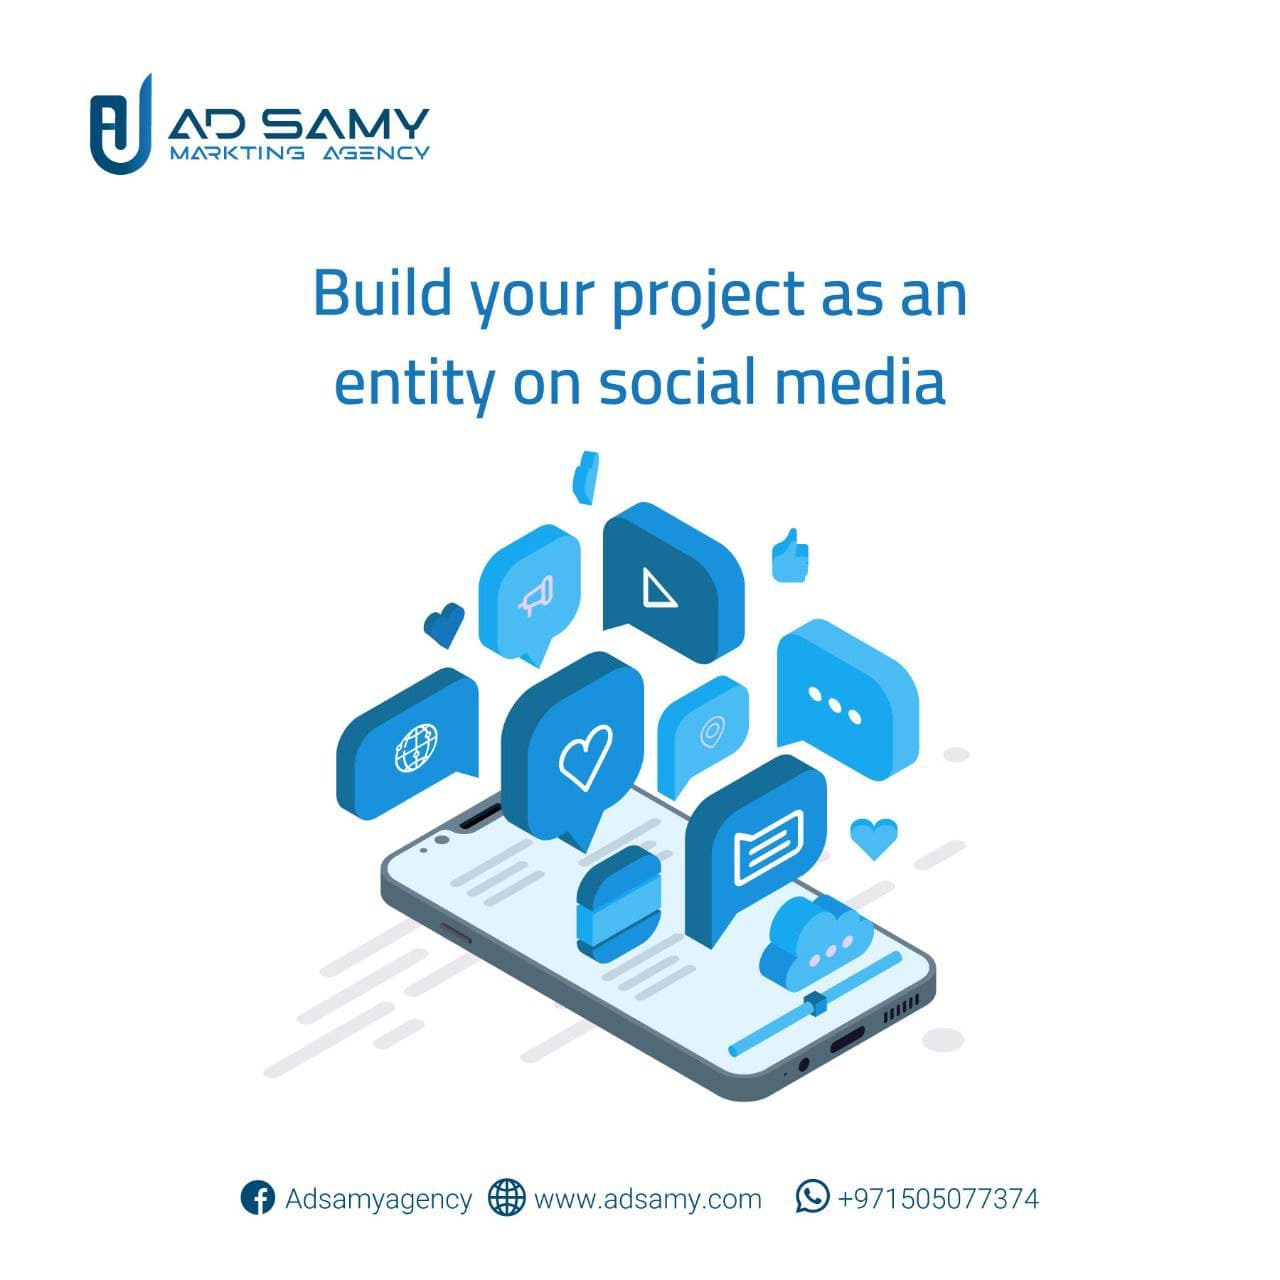 AD SAMY
MARKTING AGENCY
Build your project as an
entity on social media
Adsamyagency www.adsamy.com +971505077374